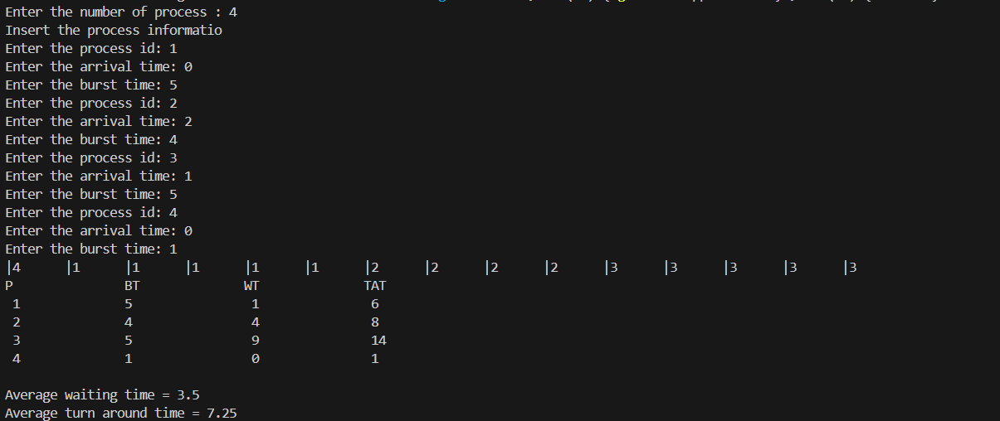 Enter the number of process : 4
Insert the process informatio
Enter the process id: 1
Enter the arrival time: 0
Enter the burst time: 5
Enter the process id: 2
Enter the arrival time: 2
Enter the burst time: 4
Enter the process id: 3
Enter the arrival time: 1
Enter the burst time: 5
Enter the process id: 4
Enter the arrival time: 0
Enter the burst time: 1
|4 |1 |1 |1 |1 |1 |2 |2 |2 |2 |3 |3 |3 |3 |3
P BT WT TAT
1 5 1 6
2 4 4 8
3 5 9 14
4 1 0 1
Average waiting time = 3.5
Average turn around time = 7.25